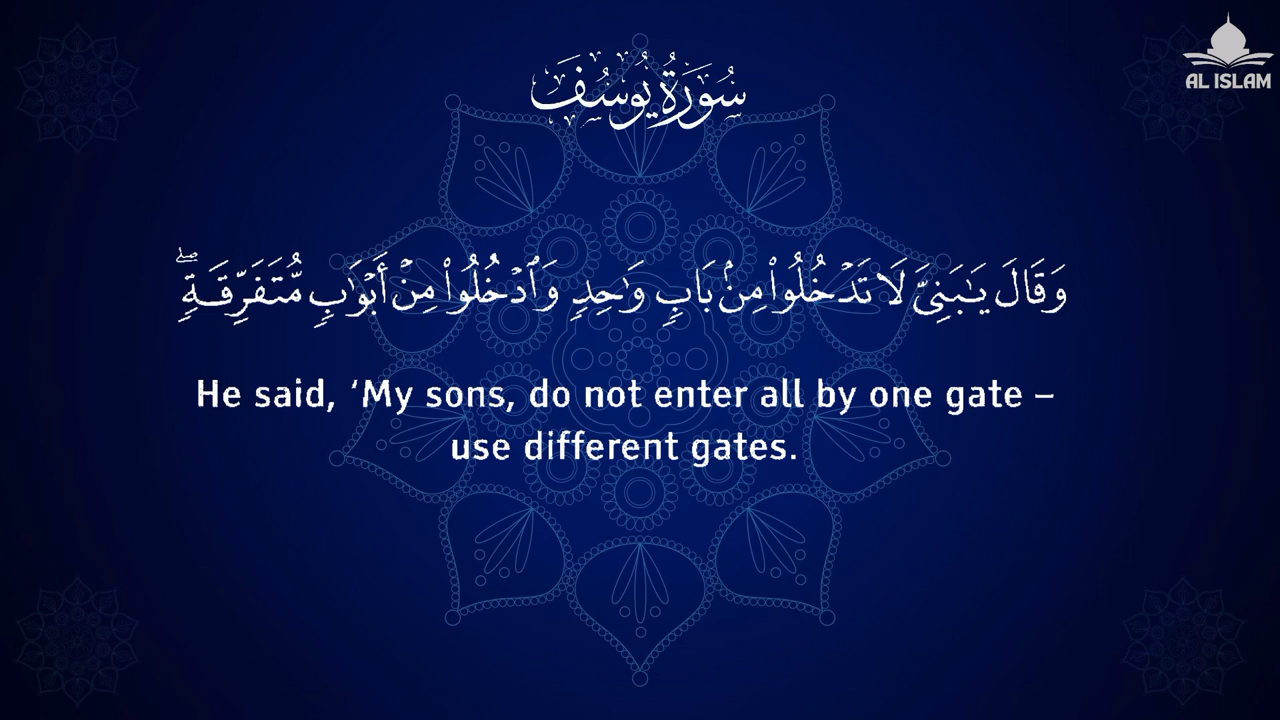 AL ISLAM
سُورَةُ يُوسُفَ
وَقَالَ يَـٰبَنِىَّ لَا تَدۡخُلُواْ مِنۢ بَابٍ وَٰحِدٍ وَٱدۡخُلُواْ مِنۡ أَبۡوَٰبٍ مُّتَفَرِّقَةٍۖ
He said, ‘My sons, do not enter all by one gate –
use different gates.